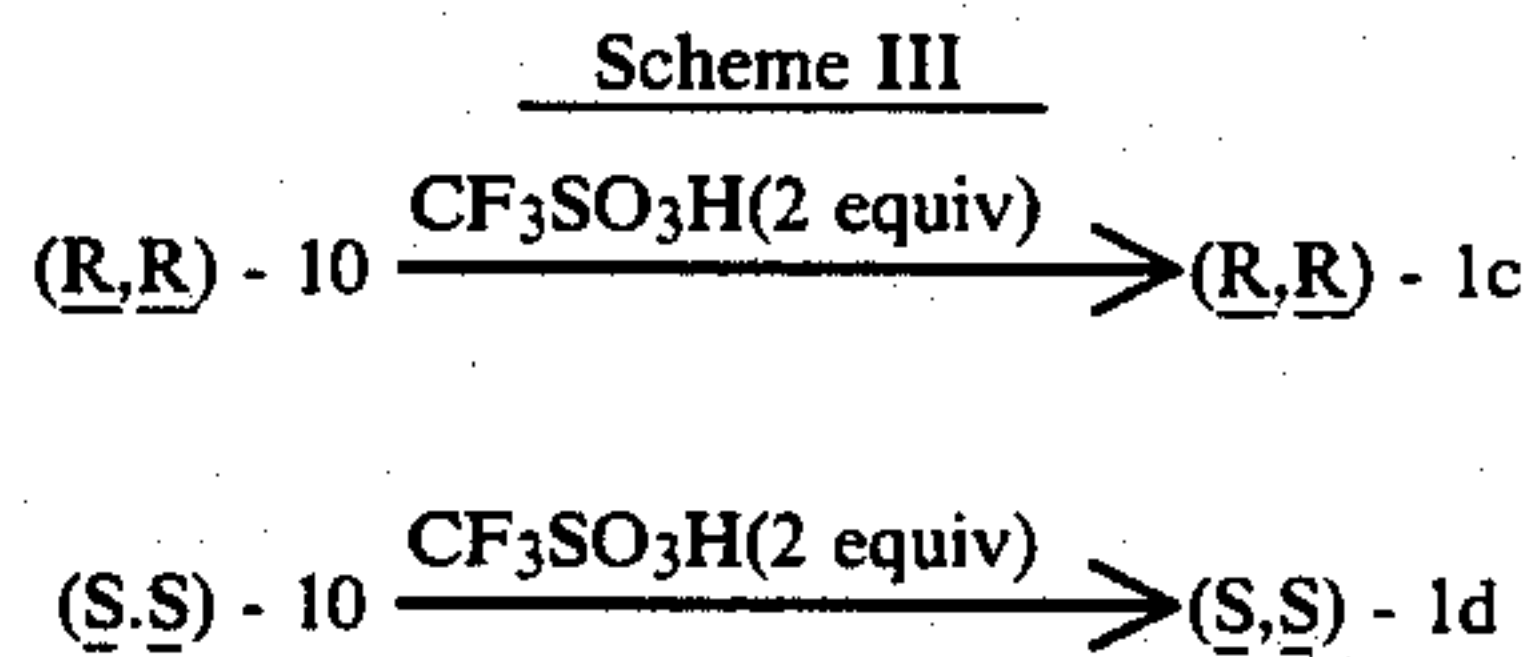 Scheme III
CF₃SO₃H(2 equiv)
(R,R) - 10 → (R,R) - 1c
CF₃SO₃H(2 equiv)
(S.S) - 10 → (S,S) - 1d